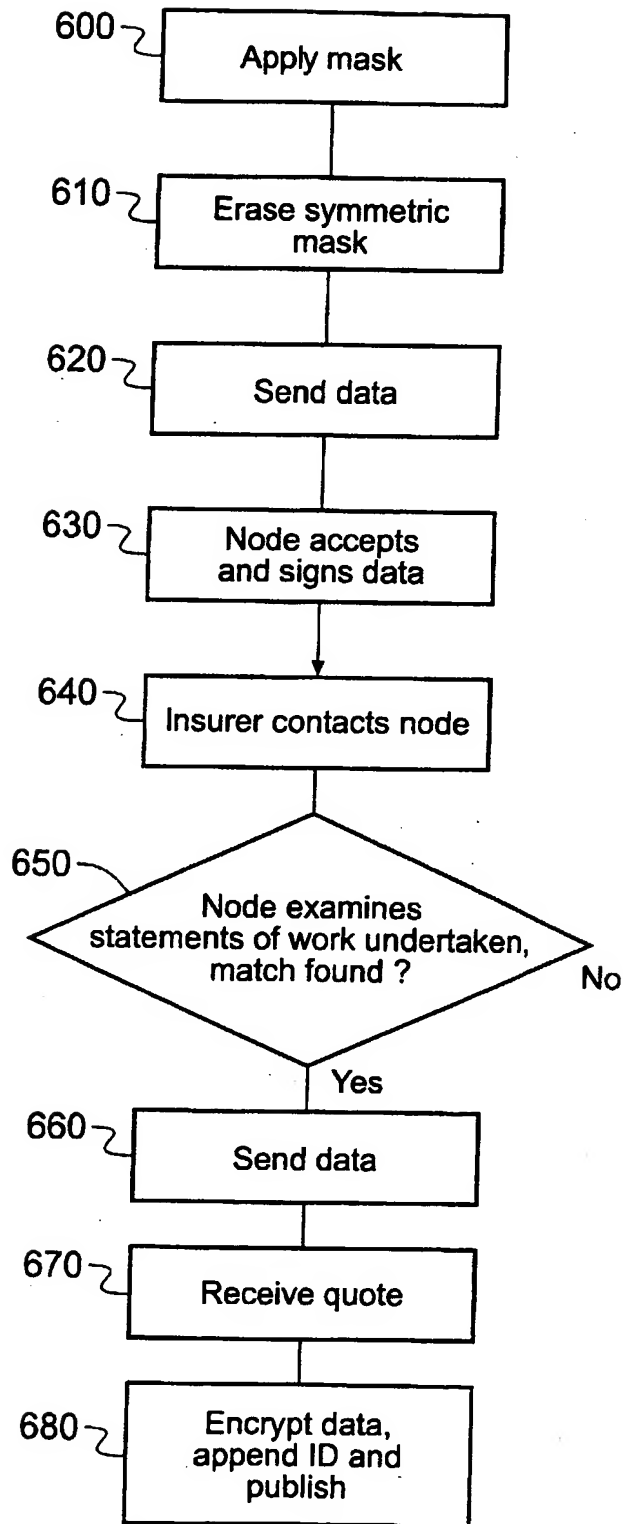 600
Apply mask
610
Erase symmetric
mask
620
Send data
630
Node accepts
and signs data
640
Insurer contacts node
650
Node examines
statements of work undertaken,
match found ?
No
Yes
660
Send data
670
Receive quote
680
Encrypt data,
append ID and
publish